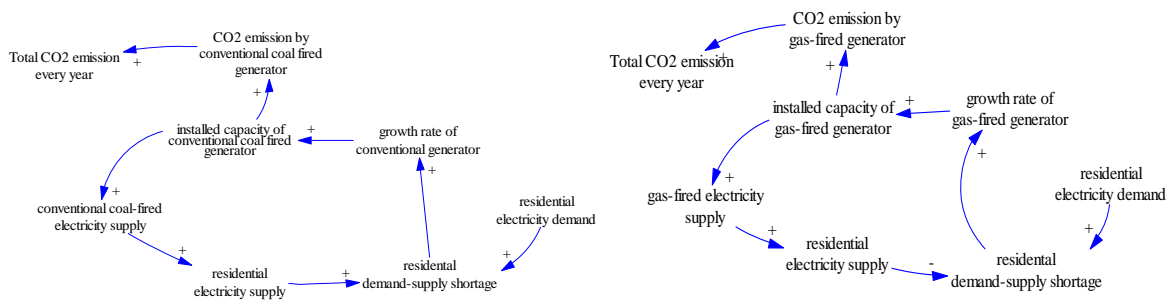 CO2 emission by
conventional coal fired
generator
Total CO2 emission
every year
+
+
installed capacity of
conventional coal fired
generator
+
growth rate of
conventional generator
+
+
conventional coal-fired
electricity supply
residential
electricity demand
+
+
residential
electricity supply
+
residental
demand-supply shortage
CO2 emission by
gas-fired generator
Total CO2 emission
every year
+
+
installed capacity of
gas-fired generator
+
growth rate of
gas-fired generator
+
+
gas-fired electricity
supply
residential
electricity demand
+
+
residential
electricity supply
-
residental
demand-supply shortage